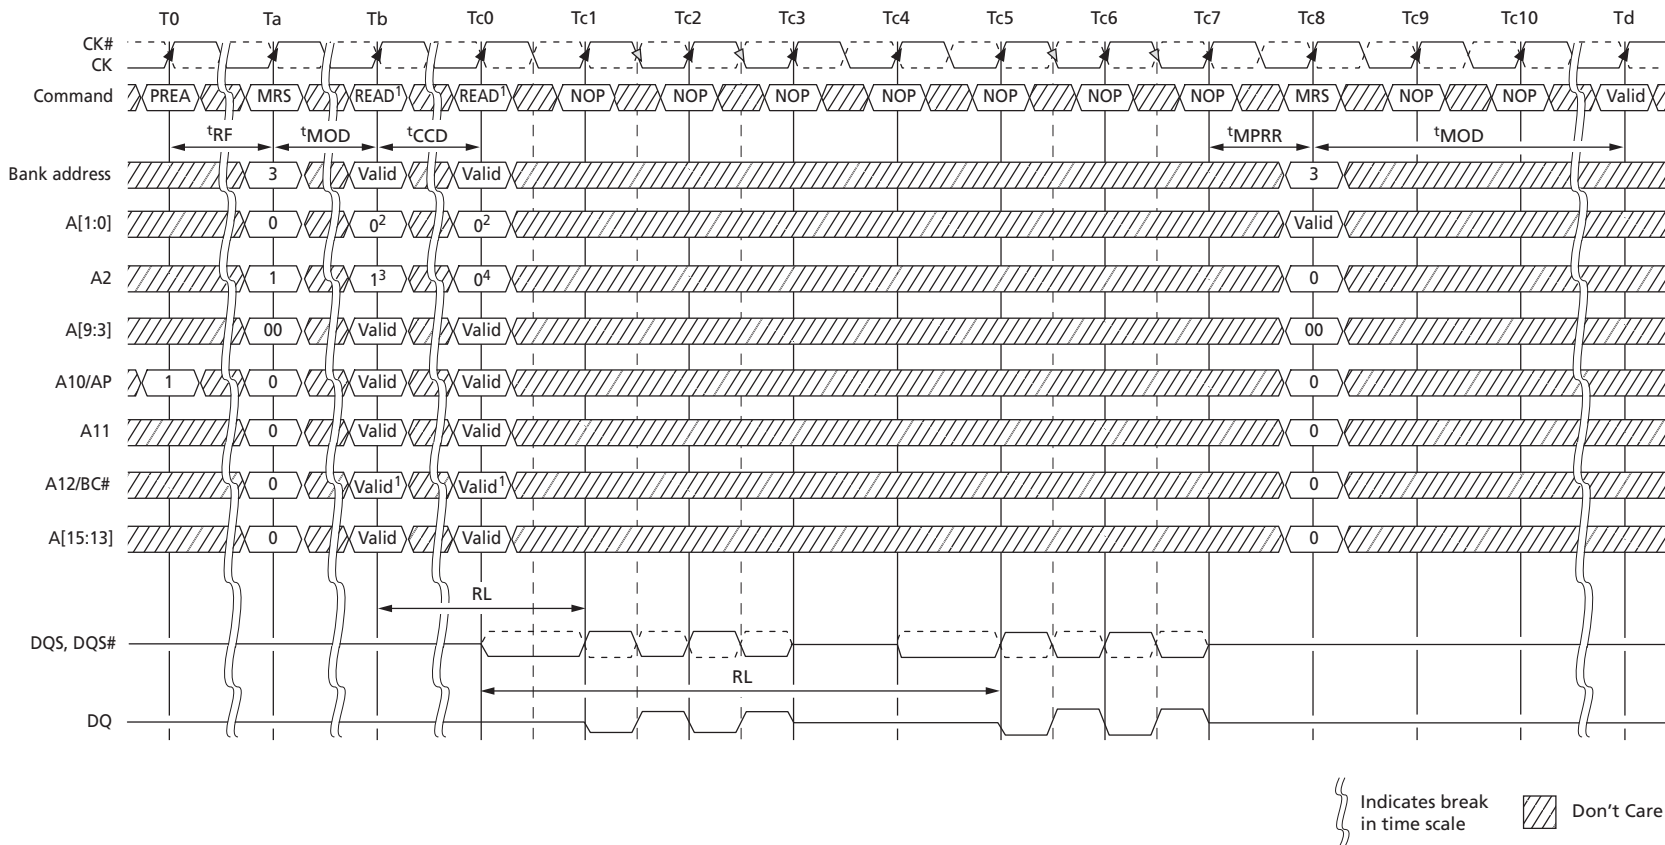 T0 Ta Tb Tc0 Tc1 Tc2 Tc3 Tc4 Tc5 Tc6 Tc7 Tc8 Tc9 Tc10 Td
CK#
CK
Command PREA MRS READ1 READ1 NOP NOP NOP NOP NOP NOP NOP MRS NOP NOP Valid
tRF tMOD tCCD tMPRR tMOD
Bank address 3 Valid Valid 3
A[1:0] 0 02 02 Valid
A2 1 13 04 0
A[9:3] 00 Valid Valid 00
A10/AP 1 0 Valid Valid 0
A11 0 Valid Valid 0
A12/BC# 0 Valid1 Valid1 0
A[15:13] 0 Valid Valid 0
RL
DQS, DQS#
RL
DQ
Indicates break
in time scale
Don't Care